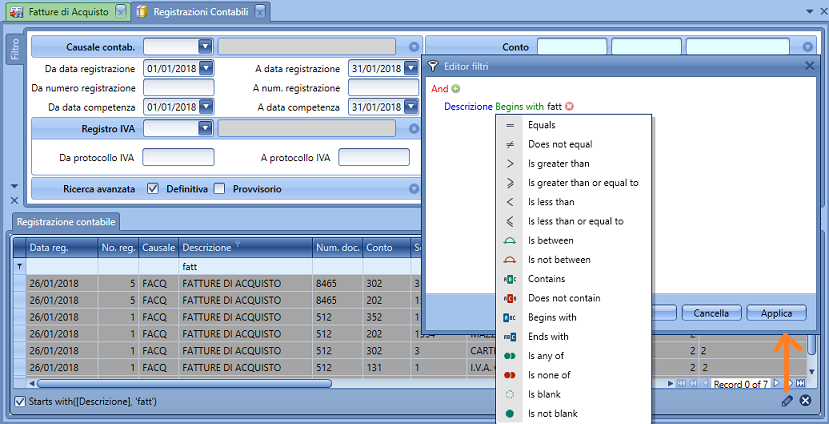 Fatture di Acquisto Registrazioni Contabili
Filtro
Causale contab. Conto
Da data registrazione 01/01/2018 A data registrazione 31/01/2018
Da numero registrazione A num. registrazione
Da data competenza 01/01/2018 A data competenza 31/01/2018
Registro IVA
Da protocollo IVA A protocollo IVA
Ricerca avanzata Definitiva Provvisorio
Editor filtri
And
Descrizione Begins with fatt
Equals
Does not equal
Is greater than
Is greater than or equal to
Is less than
Is less than or equal to
Is between
Is not between
Contains
Does not contain
Begins with
Ends with
Is any of
Is none of
Is blank
Is not blank
Cancella Applica
Registrazione contabile
Data reg. No. reg. Causale Descrizione Num. doc. Conto
fatt
26/01/2018 5 FACQ FATTURE DI ACQUISTO 8465 302 3
26/01/2018 5 FACQ FATTURE DI ACQUISTO 8465 202
26/01/2018 1 FACQ FATTURE DI ACQUISTO 512 352
26/01/2018 1 FACQ FATTURE DI ACQUISTO 512 202 2
26/01/2018 1 FACQ FATTURE DI ACQUISTO 512 302 3 CARTI 2 2
26/01/2018 1 FACQ FATTURE DI ACQUISTO 512 131 1 I.V.A. 2 2
Record 0 of 7
Starts with([Descrizione], 'fatt')